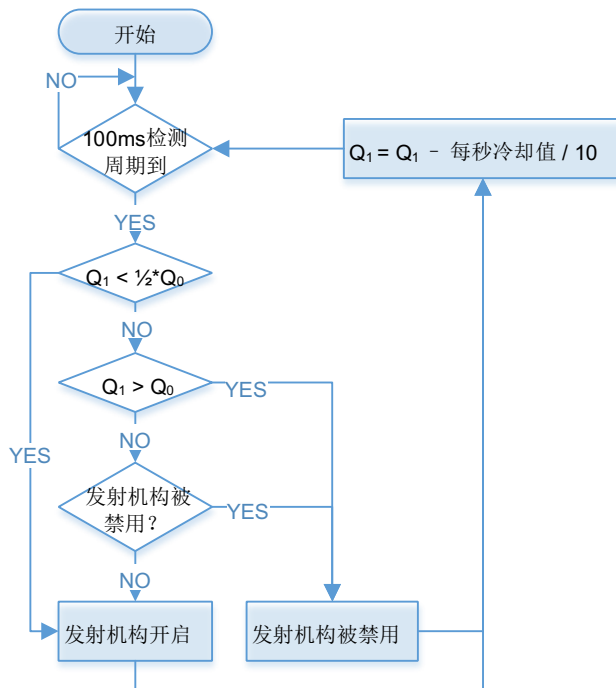 开始
NO
100ms检测
周期到
Q₁ = Q₁ - 每秒冷却值 / 10
YES
Q₁ < ½*Q₀
NO
Q₁ > Q₀
YES
NO
YES
发射机构被
禁用?
YES
NO
发射机构开启
发射机构被禁用